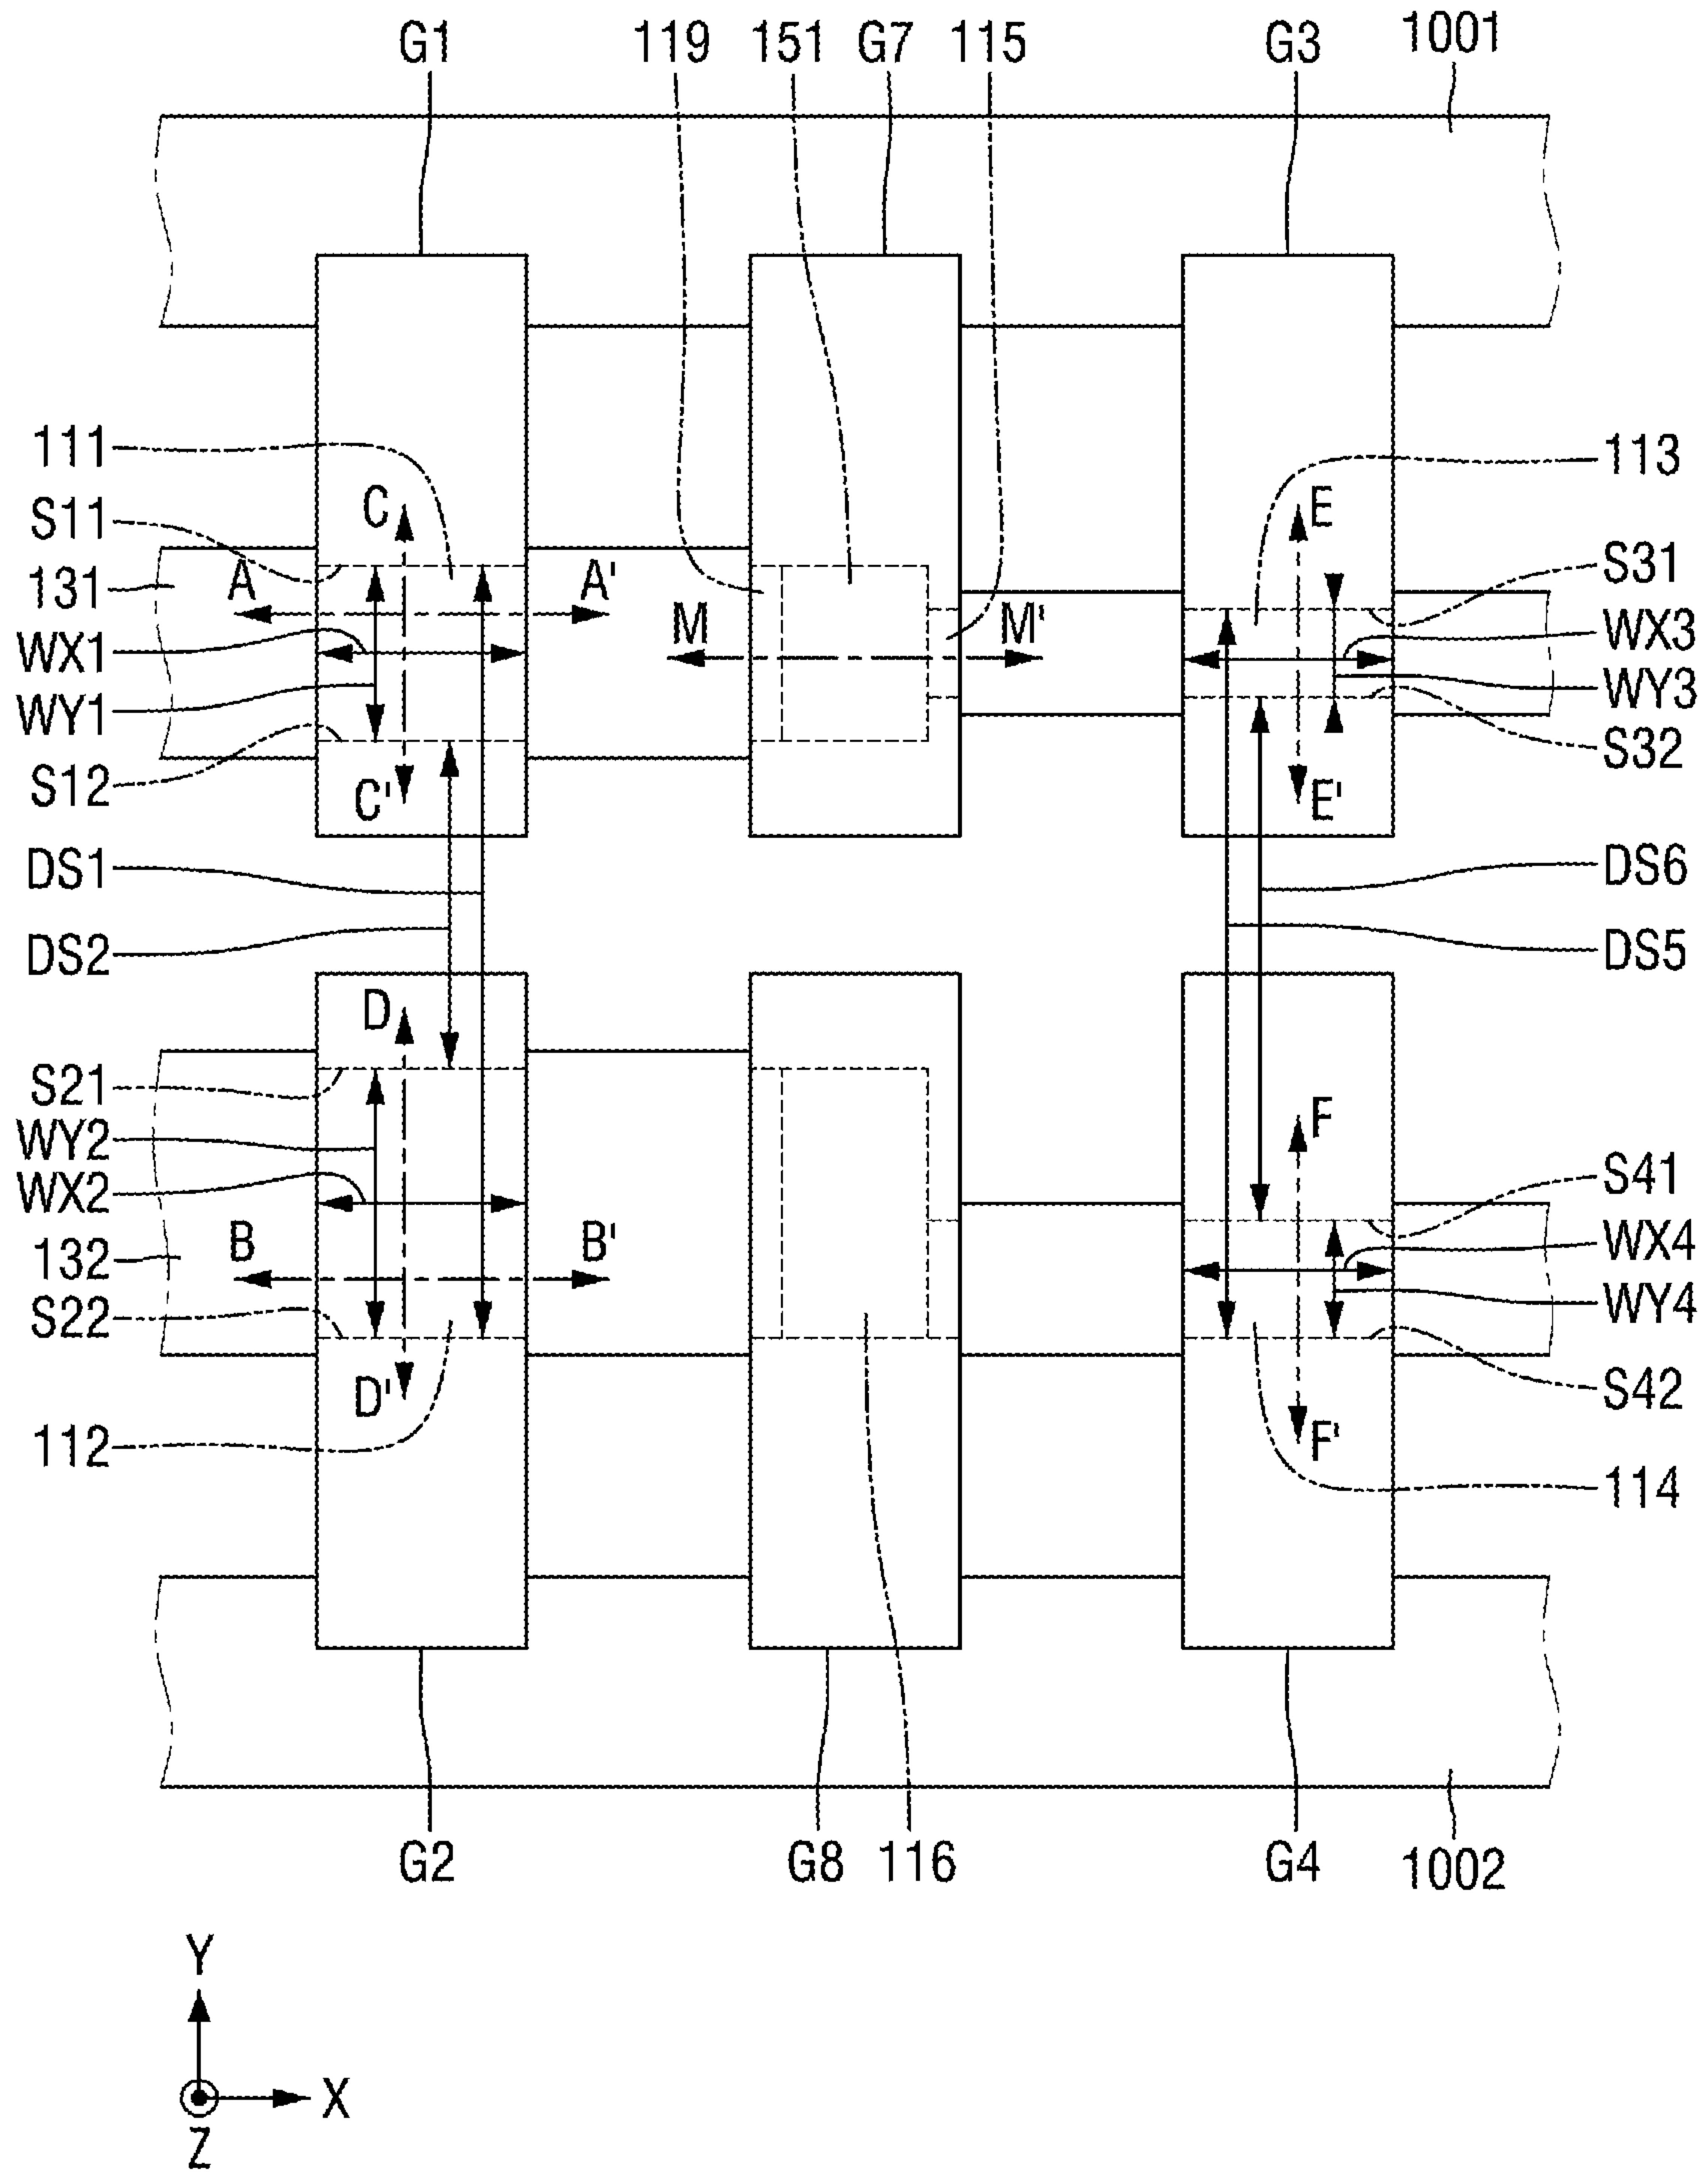 G1 119 151 G7 115 G3 1001
111 113
C E
S11 S31
A A' 131
M M' WX3
WX1
WY1 WY3
S12 S32
C' E'
DS1 DS6
DS2 DS5
D
S21 F
WY2 S41
WX2
B B' WX4
132 WY4
S22
D' S42
112 F'
114
G2 G8 116 G4 1002
Y
X
Z